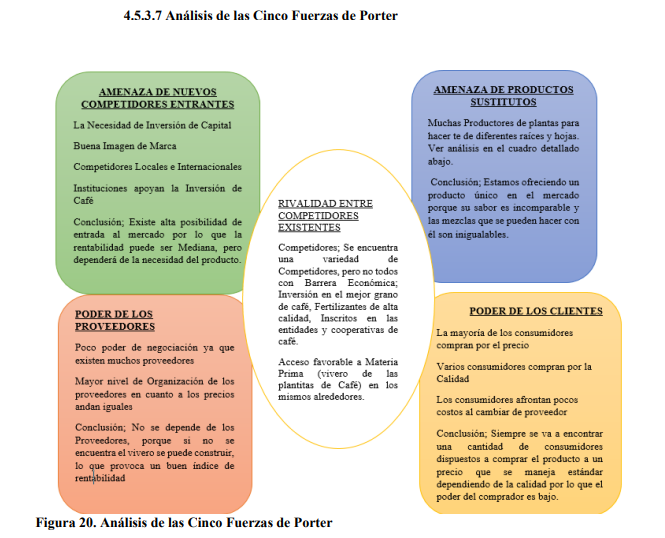 4.5.3.7 Análisis de las Cinco Fuerzas de Porter
AMENAZA DE NUEVOS
COMPETIDORES ENTRANTES
La Necesidad de Inversión de Capital
Buena Imagen de Marca
Competidores Locales e Internacionales
Instituciones apoyan la Inversión de
Café
Conclusión; Existe alta posibilidad de
entrada al mercado por lo que la
rentabilidad puede ser Mediana, pero
dependerá de la necesidad del producto.
AMENAZA DE PRODUCTOS
SUSTITUTOS
Muchas Productores de plantas para
hacer te de diferentes raíces y hojas.
Ver análisis en el cuadro detallado
abajo.
Conclusión; Estamos ofreciendo un
producto único en el mercado
porque su sabor es incomparable y
las mezclas que se pueden hacer con
él son inigualables.
RIVALIDAD ENTRE
COMPETIDORES
EXISTENTES
Competidores; Se encuentra
una variedad de
Competidores, pero no todos
con Barrera Económica;
Inversión en el mejor grano
de café, Fertilizantes de alta
calidad, Inscritos en las
entidades y cooperativas de
café.
Acceso favorable a Materia
Prima (vivero de las
plantitas de Café) en los
mismos alrededores.
PODER DE LOS
PROVEEDORES
Poco poder de negociación ya que
existen muchos proveedores
Mayor nivel de Organización de los
proveedores en cuanto a los precios
andan iguales
Conclusión; No se depende de los
Proveedores, porque si no se
encuentra el vivero se puede construir,
lo que provoca un buen índice de
rentabilidad
PODER DE LOS CLIENTES
La mayoría de los consumidores
compran por el precio
Varios consumidores compran por la
Calidad
Los consumidores afrontan pocos
costos al cambiar de proveedor
Conclusión; Siempre se va a encontrar
una cantidad de consumidores
dispuestos a comprar el producto a un
precio que se maneja estándar
dependiendo de la calidad por lo que el
poder del comprador es bajo.
Figura 20. Análisis de las Cinco Fuerzas de Porter